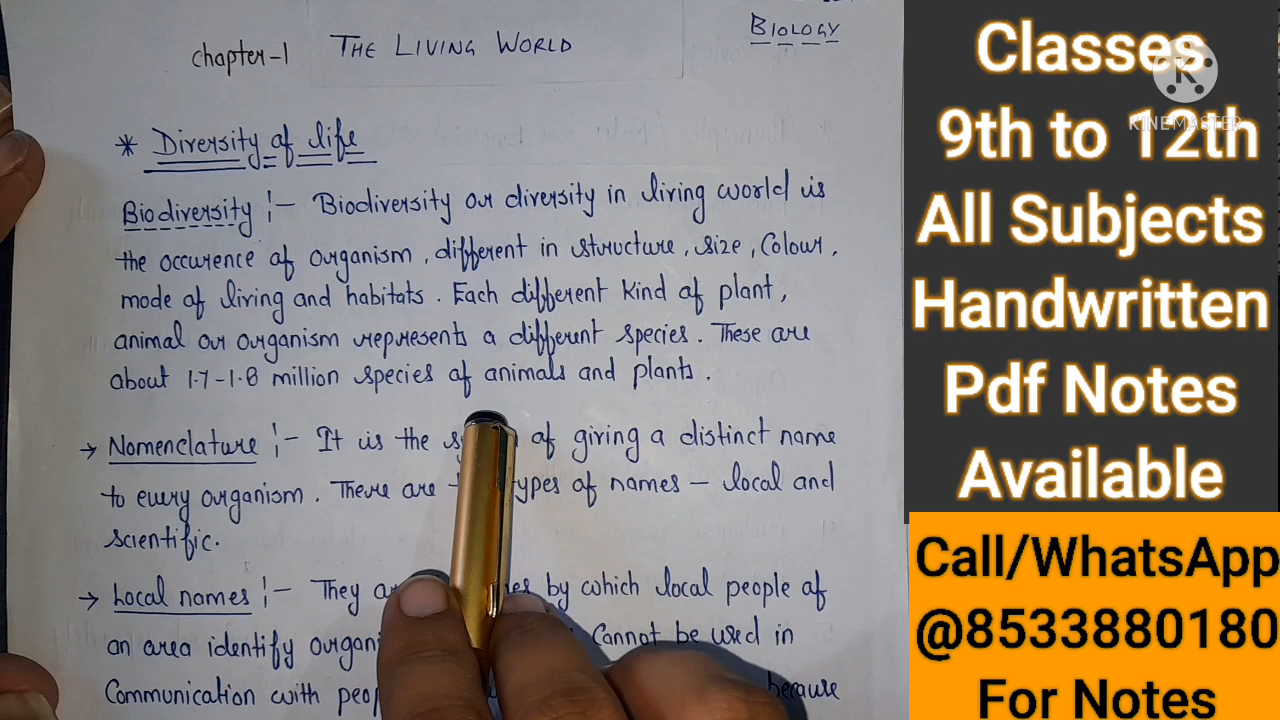 BIOLOGY
chapter-1 THE LIVING WORLD
* Diversity of life
Biodiversity :- Biodiversity or diversity in living world is
the occurence of organism, different in structure, size, colour,
mode of living and habitats. Each different kind of plant,
animal or organism represents a different species. These are
about 1.7-1.8 million species of animals and plants.
→ Nomenclature :- It is the of giving a distinct name
to every organism. There are types of names - local and
scientific.
→ Local names :- They by which local people of
an area identify cannot be used in
Communication with because
Classes
9th to 12th
All Subjects
Handwritten
Pdf Notes
Available
Call/WhatsApp
@8533880180
For Notes
K
KINEMASTER